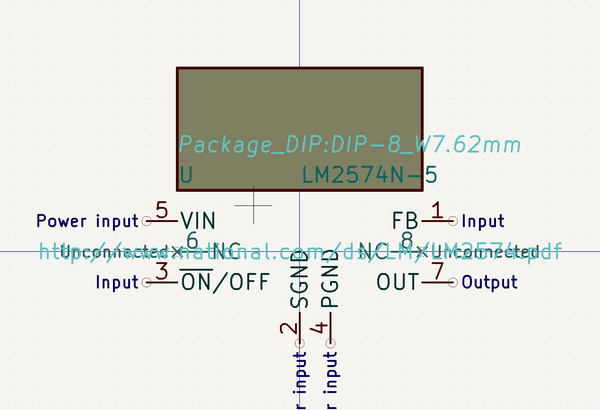 Package_DIP:DIP-8_W7.62mm
U LM2574N-5
Power input 5 VIN FB 1 Input
Unconnected 6 NC NC 8 Unconnected
http://www.national.com/ds/LM/LM2574.pdf
Input 3 ON/OFF OUT 7 Output
SGND 2
PGND 4
r input
r input